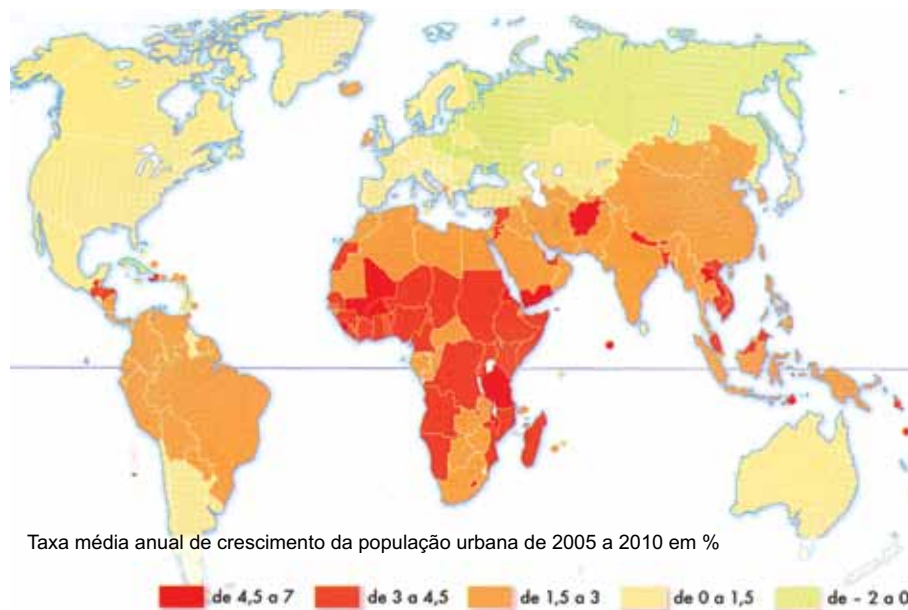 Taxa média anual de crescimento da população urbana de 2005 a 2010 em %
de 4,5 a 7 de 3 a 4,5 de 1,5 a 3 de 0 a 1,5 de – 2 a 0